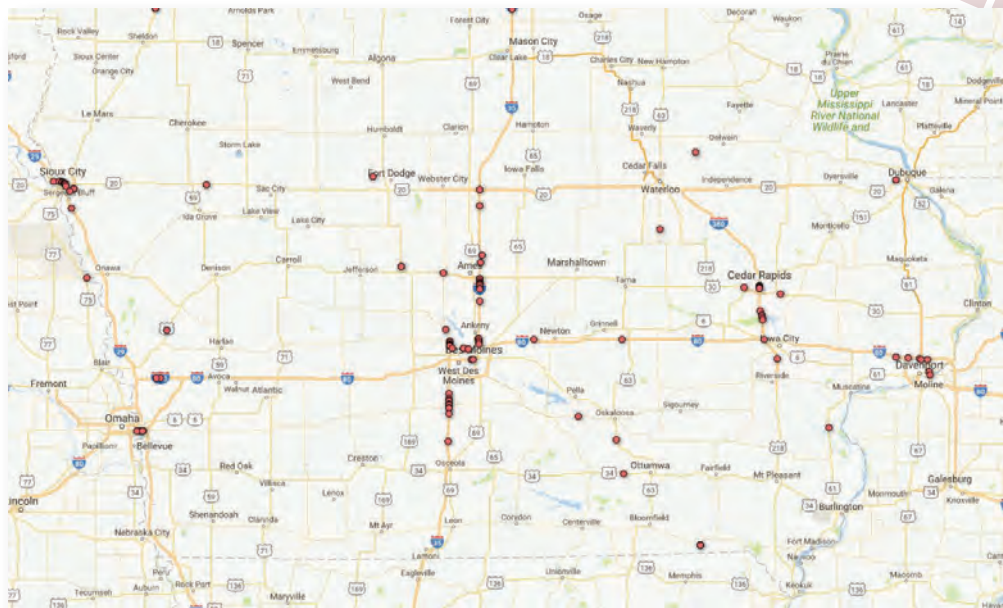 Arnolds Park
Forest City
Osage
Decorah
Waukon
Rock Valley
Sheldon
Spencer
Emmetsburg
Algona
Mason City
Clear Lake
Charles City
New Hampton
Prairie
du Chien
Sioux Center
Orange City
West Bend
Nashua
Fayette
Upper
Mississippi
River National
Wildlife and
Lancaster
Dodgeville
Mineral Point
Platteville
Le Mars
Cherokee
Storm Lake
Humboldt
Clarion
Hampton
Waverly
Oelwein
Cedar Falls
Sioux City
Fort Dodge
Webster City
Iowa Falls
Waterloo
Independence
Dyersville
Dubuque
Galena
Sac City
Ida Grove
Lake View
Lake City
Monticello
Onawa
Denison
Carroll
Jefferson
Ames
Marshalltown
Tama
Cedar Rapids
Maquoketa
Clinton
Harlan
Ankeny
Newton
Grinnell
Iowa City
Blair
Des Moines
West Des
Moines
Davenport
Moline
Fremont
Avoca
Walnut
Atlantic
Riverside
Muscatine
Omaha
Papillion
Bellevue
Pella
Oskaloosa
Sigourney
Red Oak
Creston
Osceola
Ottumwa
Fairfield
Mt Pleasant
Galesburg
Monmouth
Knoxville
Villisca
Lenox
Lincoln
Nebraska City
Shenandoah
Clarinda
Mt Ayr
Leon
Corydon
Centerville
Bloomfield
Burlington
Fort Madison
Nauvoo
Lamoni
Eagleville
Peru
Auburn
Rock Port
Tecumseh
Maryville
Unionville
Memphis
Keokuk
Macomb